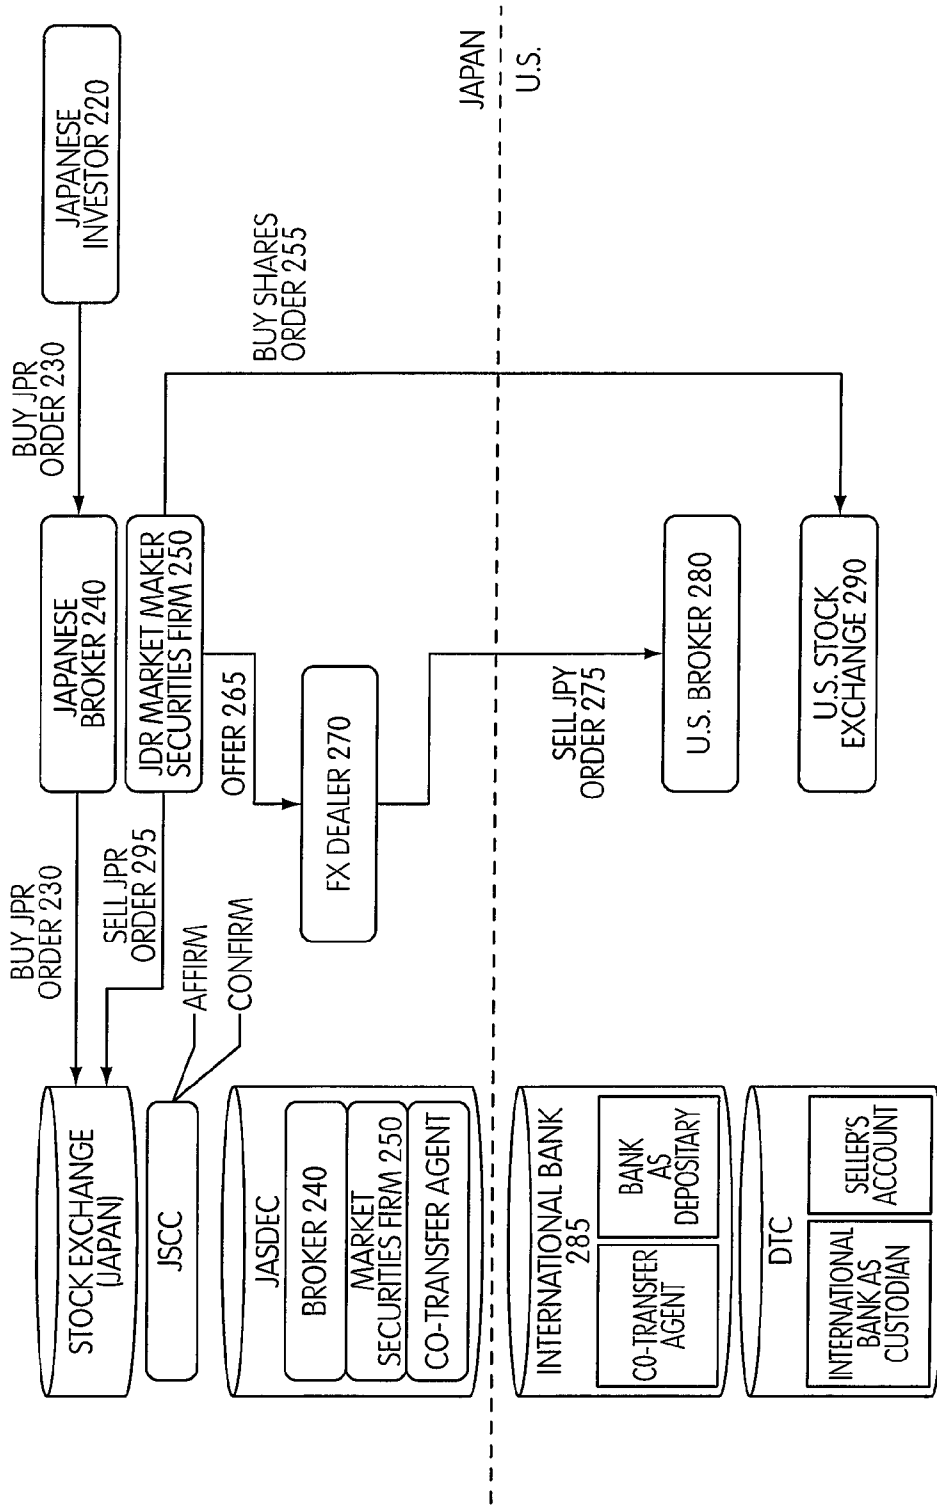 STOCK EXCHANGE
(JAPAN)
BUY JPR
ORDER 230
JAPANESE
BROKER 240
BUY JPR
ORDER 230
JAPANESE
INVESTOR 220
JSCC
AFFIRM
CONFIRM
SELL JPR
ORDER 295
JDR MARKET MAKER
SECURITIES FIRM 250
BUY SHARES
ORDER 255
OFFER 265
JASDEC
BROKER 240
MARKET
SECURITIES FIRM 250
CO-TRANSFER AGENT
FX DEALER 270
JAPAN
U.S.
INTERNATIONAL BANK
285
CO-TRANSFER
AGENT
BANK
AS
DEPOSITARY
SELL JPY
ORDER 275
U.S. BROKER 280
DTC
INTERNATIONAL
BANK AS
CUSTODIAN
SELLER'S
ACCOUNT
U.S. STOCK
EXCHANGE 290